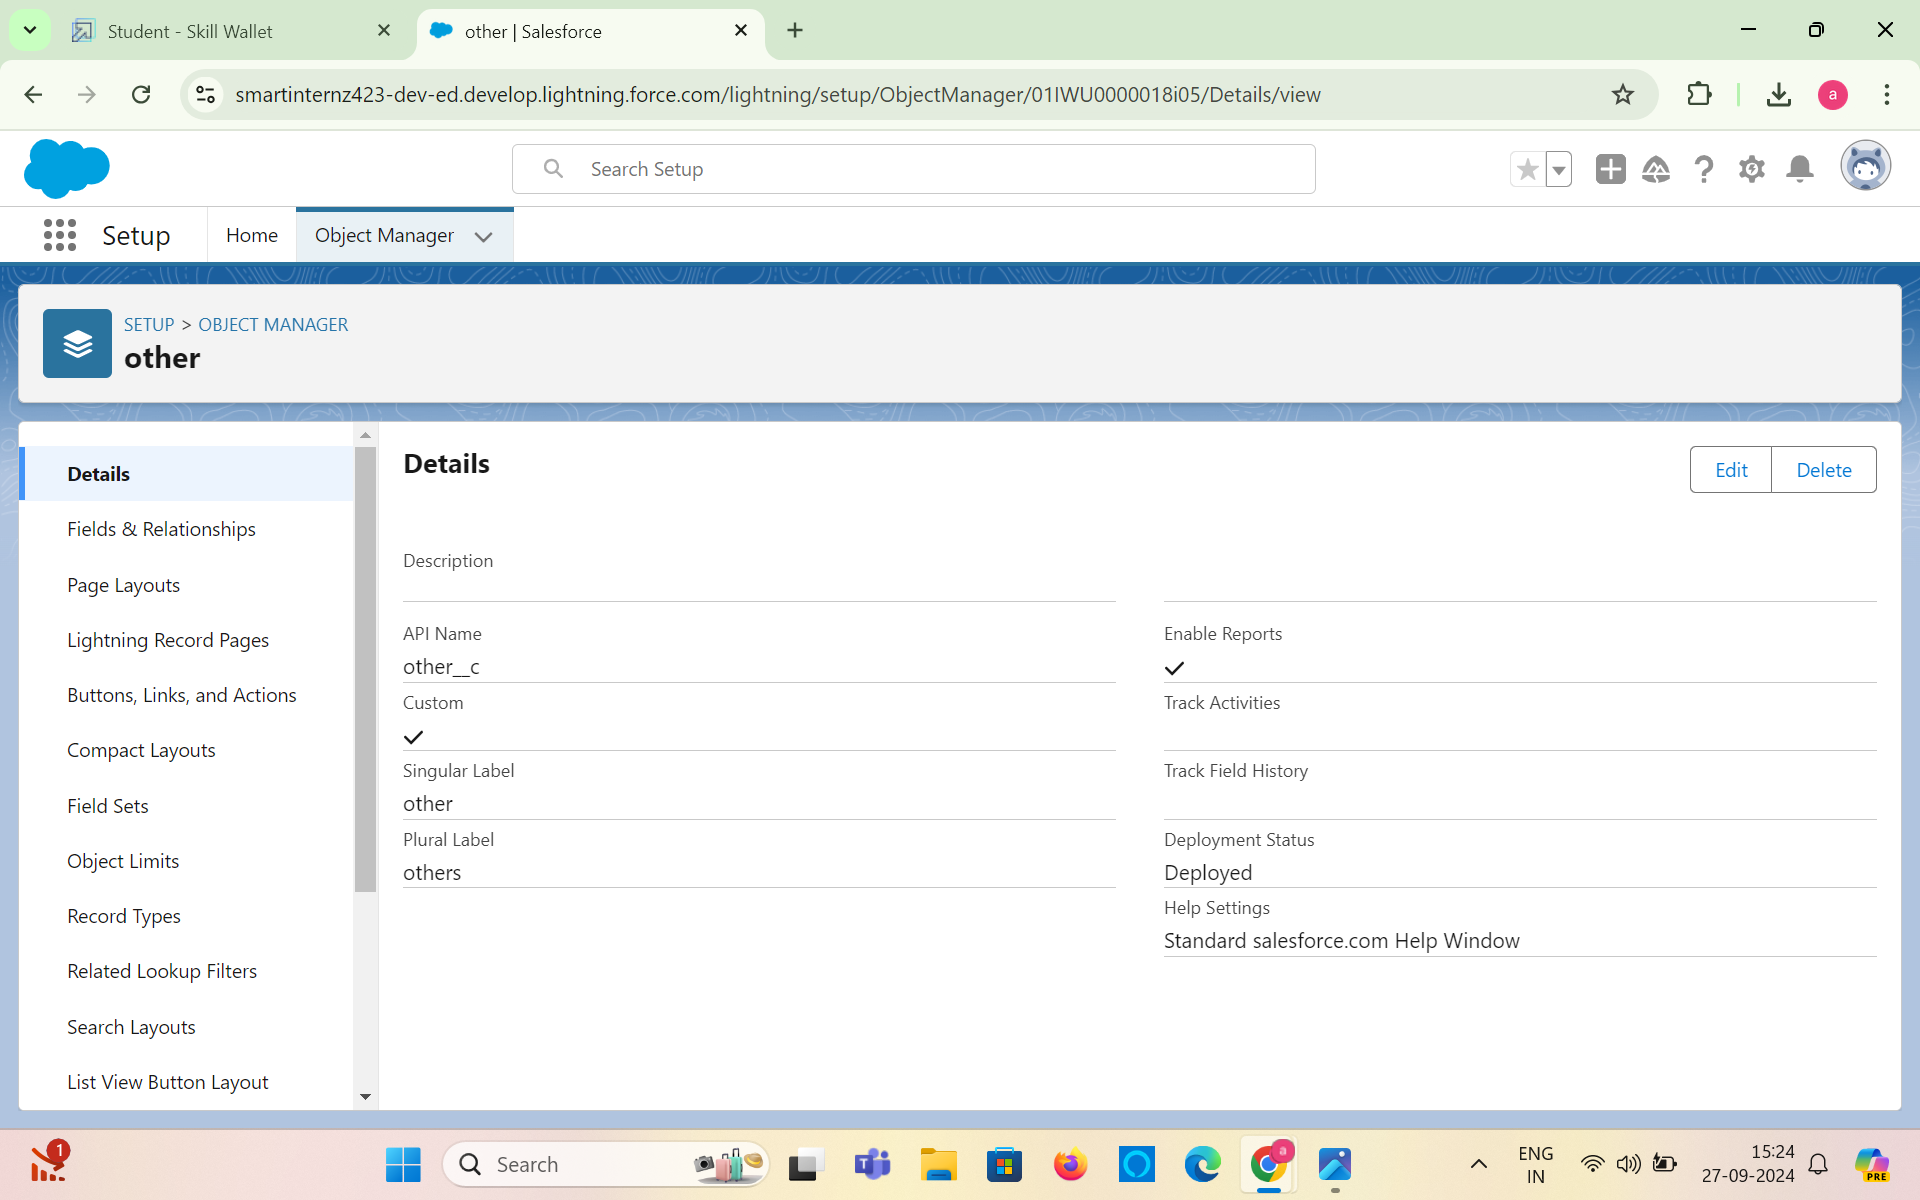 Student - Skill Wallet
other | Salesforce
smartinternz423-dev-ed.develop.lightning.force.com/lightning/setup/ObjectManager/01IWU0000018i05/Details/view
a
Search Setup
Setup
Home
Object Manager
SETUP > OBJECT MANAGER
other
Details
Fields & Relationships
Page Layouts
Lightning Record Pages
Buttons, Links, and Actions
Compact Layouts
Field Sets
Object Limits
Record Types
Related Lookup Filters
Search Layouts
List View Button Layout
Details
Edit
Delete
Description
API Name
other__c
Custom
Singular Label
other
Plural Label
others
Enable Reports
Track Activities
Track Field History
Deployment Status
Deployed
Help Settings
Standard salesforce.com Help Window
1
Search
a
ENG
IN
15:24
27-09-2024
PRE